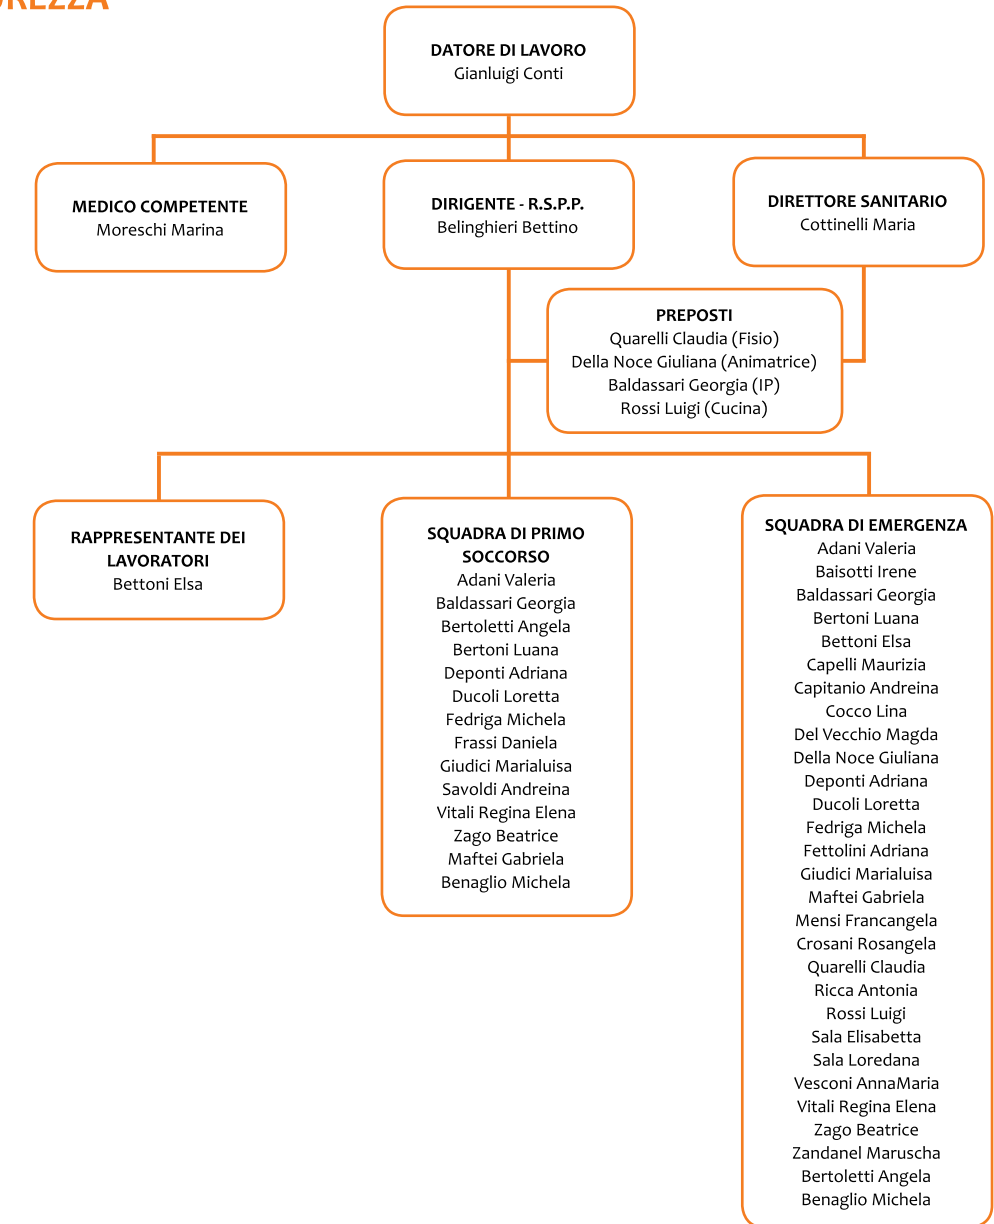 DATORE DI LAVORO
Gianluigi Conti
MEDICO COMPETENTE
Moreschi Marina
DIRIGENTE - R.S.P.P.
Belinghieri Bettino
DIRETTORE SANITARIO
Cottinelli Maria
PREPOSTI
Quarelli Claudia (Fisio)
Della Noce Giuliana (Animatrice)
Baldassari Georgia (IP)
Rossi Luigi (Cucina)
RAPPRESENTANTE DEI
LAVORATORI
Bettoni Elsa
SQUADRA DI PRIMO
SOCCORSO
Adani Valeria
Baldassari Georgia
Bertoletti Angela
Bertoni Luana
Deponti Adriana
Ducoli Loretta
Fedriga Michela
Frassi Daniela
Giudici Marialuisa
Savoldi Andreina
Vitali Regina Elena
Zago Beatrice
Maftei Gabriela
Benaglio Michela
SQUADRA DI EMERGENZA
Adani Valeria
Baisotti Irene
Baldassari Georgia
Bertoni Luana
Bettoni Elsa
Capelli Maurizia
Capitanio Andreina
Cocco Lina
Del Vecchio Magda
Della Noce Giuliana
Deponti Adriana
Ducoli Loretta
Fedriga Michela
Fettolini Adriana
Giudici Marialuisa
Maftei Gabriela
Mensi Francangela
Crosani Rosangela
Quarelli Claudia
Ricca Antonia
Rossi Luigi
Sala Elisabetta
Sala Loredana
Vesconi AnnaMaria
Vitali Regina Elena
Zago Beatrice
Zandanel Maruscha
Bertoletti Angela
Benaglio Michela